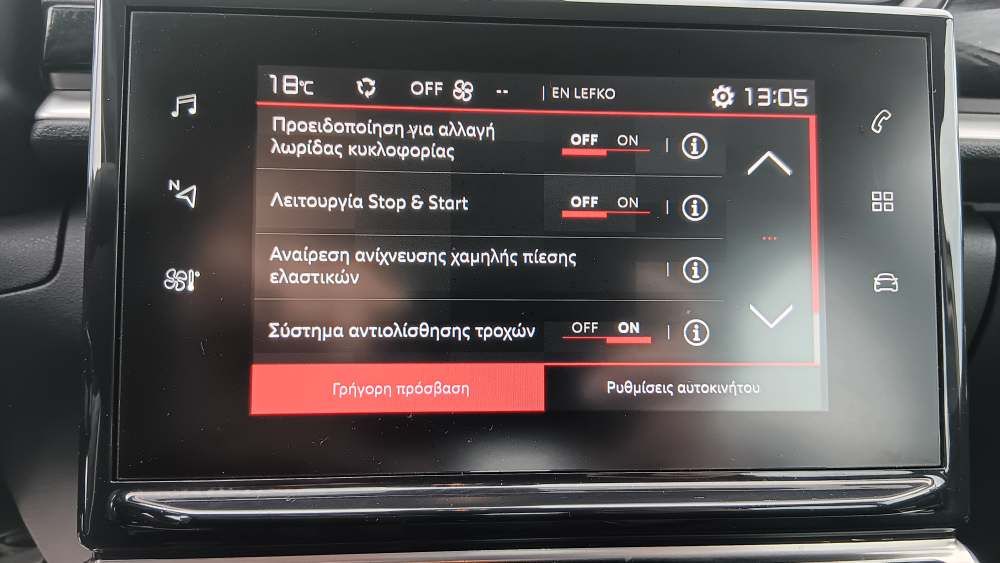 18°C OFF -- | EN LEFKO 13:05
Προειδοποίηση για αλλαγή
λωρίδας κυκλοφορίας
OFF ON
Λειτουργία Stop & Start
OFF ON
Αναίρεση ανίχνευσης χαμηλής πίεσης
ελαστικών
Σύστημα αντιολίσθησης τροχών
OFF ON
Γρήγορη πρόσβαση
Ρυθμίσεις αυτοκινήτου
N